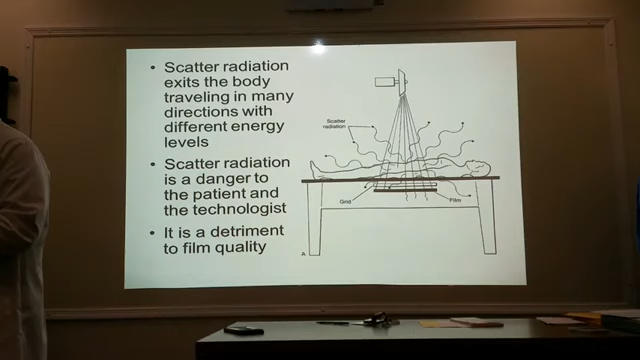 • Scatter radiation
exits the body
traveling in many
directions with
different energy
levels
• Scatter radiation
is a danger to
the patient and
the technologist
• It is a detriment
to film quality
Scatter
radiation
Grid
Film
A